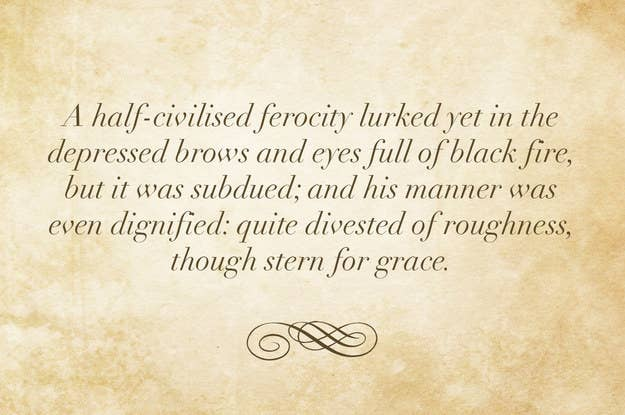 A half-civilised ferocity lurked yet in the
depressed brows and eyes full of black fire,
but it was subdued; and his manner was
even dignified: quite divested of roughness,
though stern for grace.